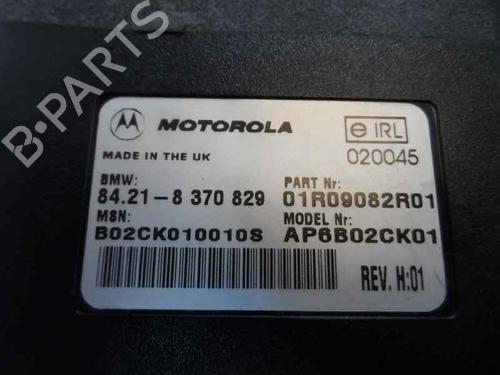 B-PARTS
MOTOROLA
e IRL
020045
MADE IN THE UK
BMW:
84.21-8 370 829
PART Nr:
01R09082R01
MSN:
B02CK010010S
MODEL Nr:
AP6B02CK01
REV. H:01